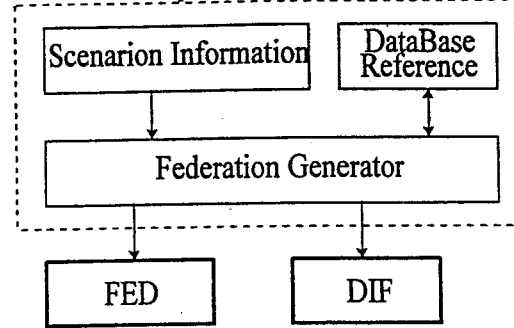 Scenarion Information
DataBase
Reference
Federation Generator
FED
DIF